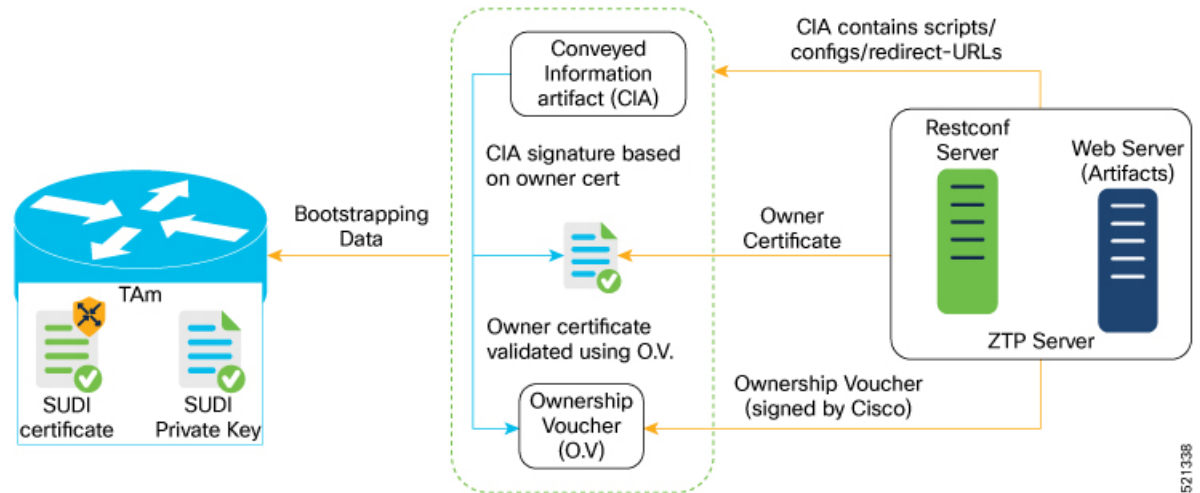 Conveyed
Information
artifact (CIA)
CIA contains scripts/
configs/redirect-URLs
CIA signature based
on owner cert
Restconf
Server
Web Server
(Artifacts)
Bootstrapping
Data
Owner
Certificate
TAm
Owner certificate
validated using O.V.
ZTP Server
SUDI
certificate
SUDI
Private Key
Ownership
Voucher
(O.V)
Ownership Voucher
(signed by Cisco)
521338